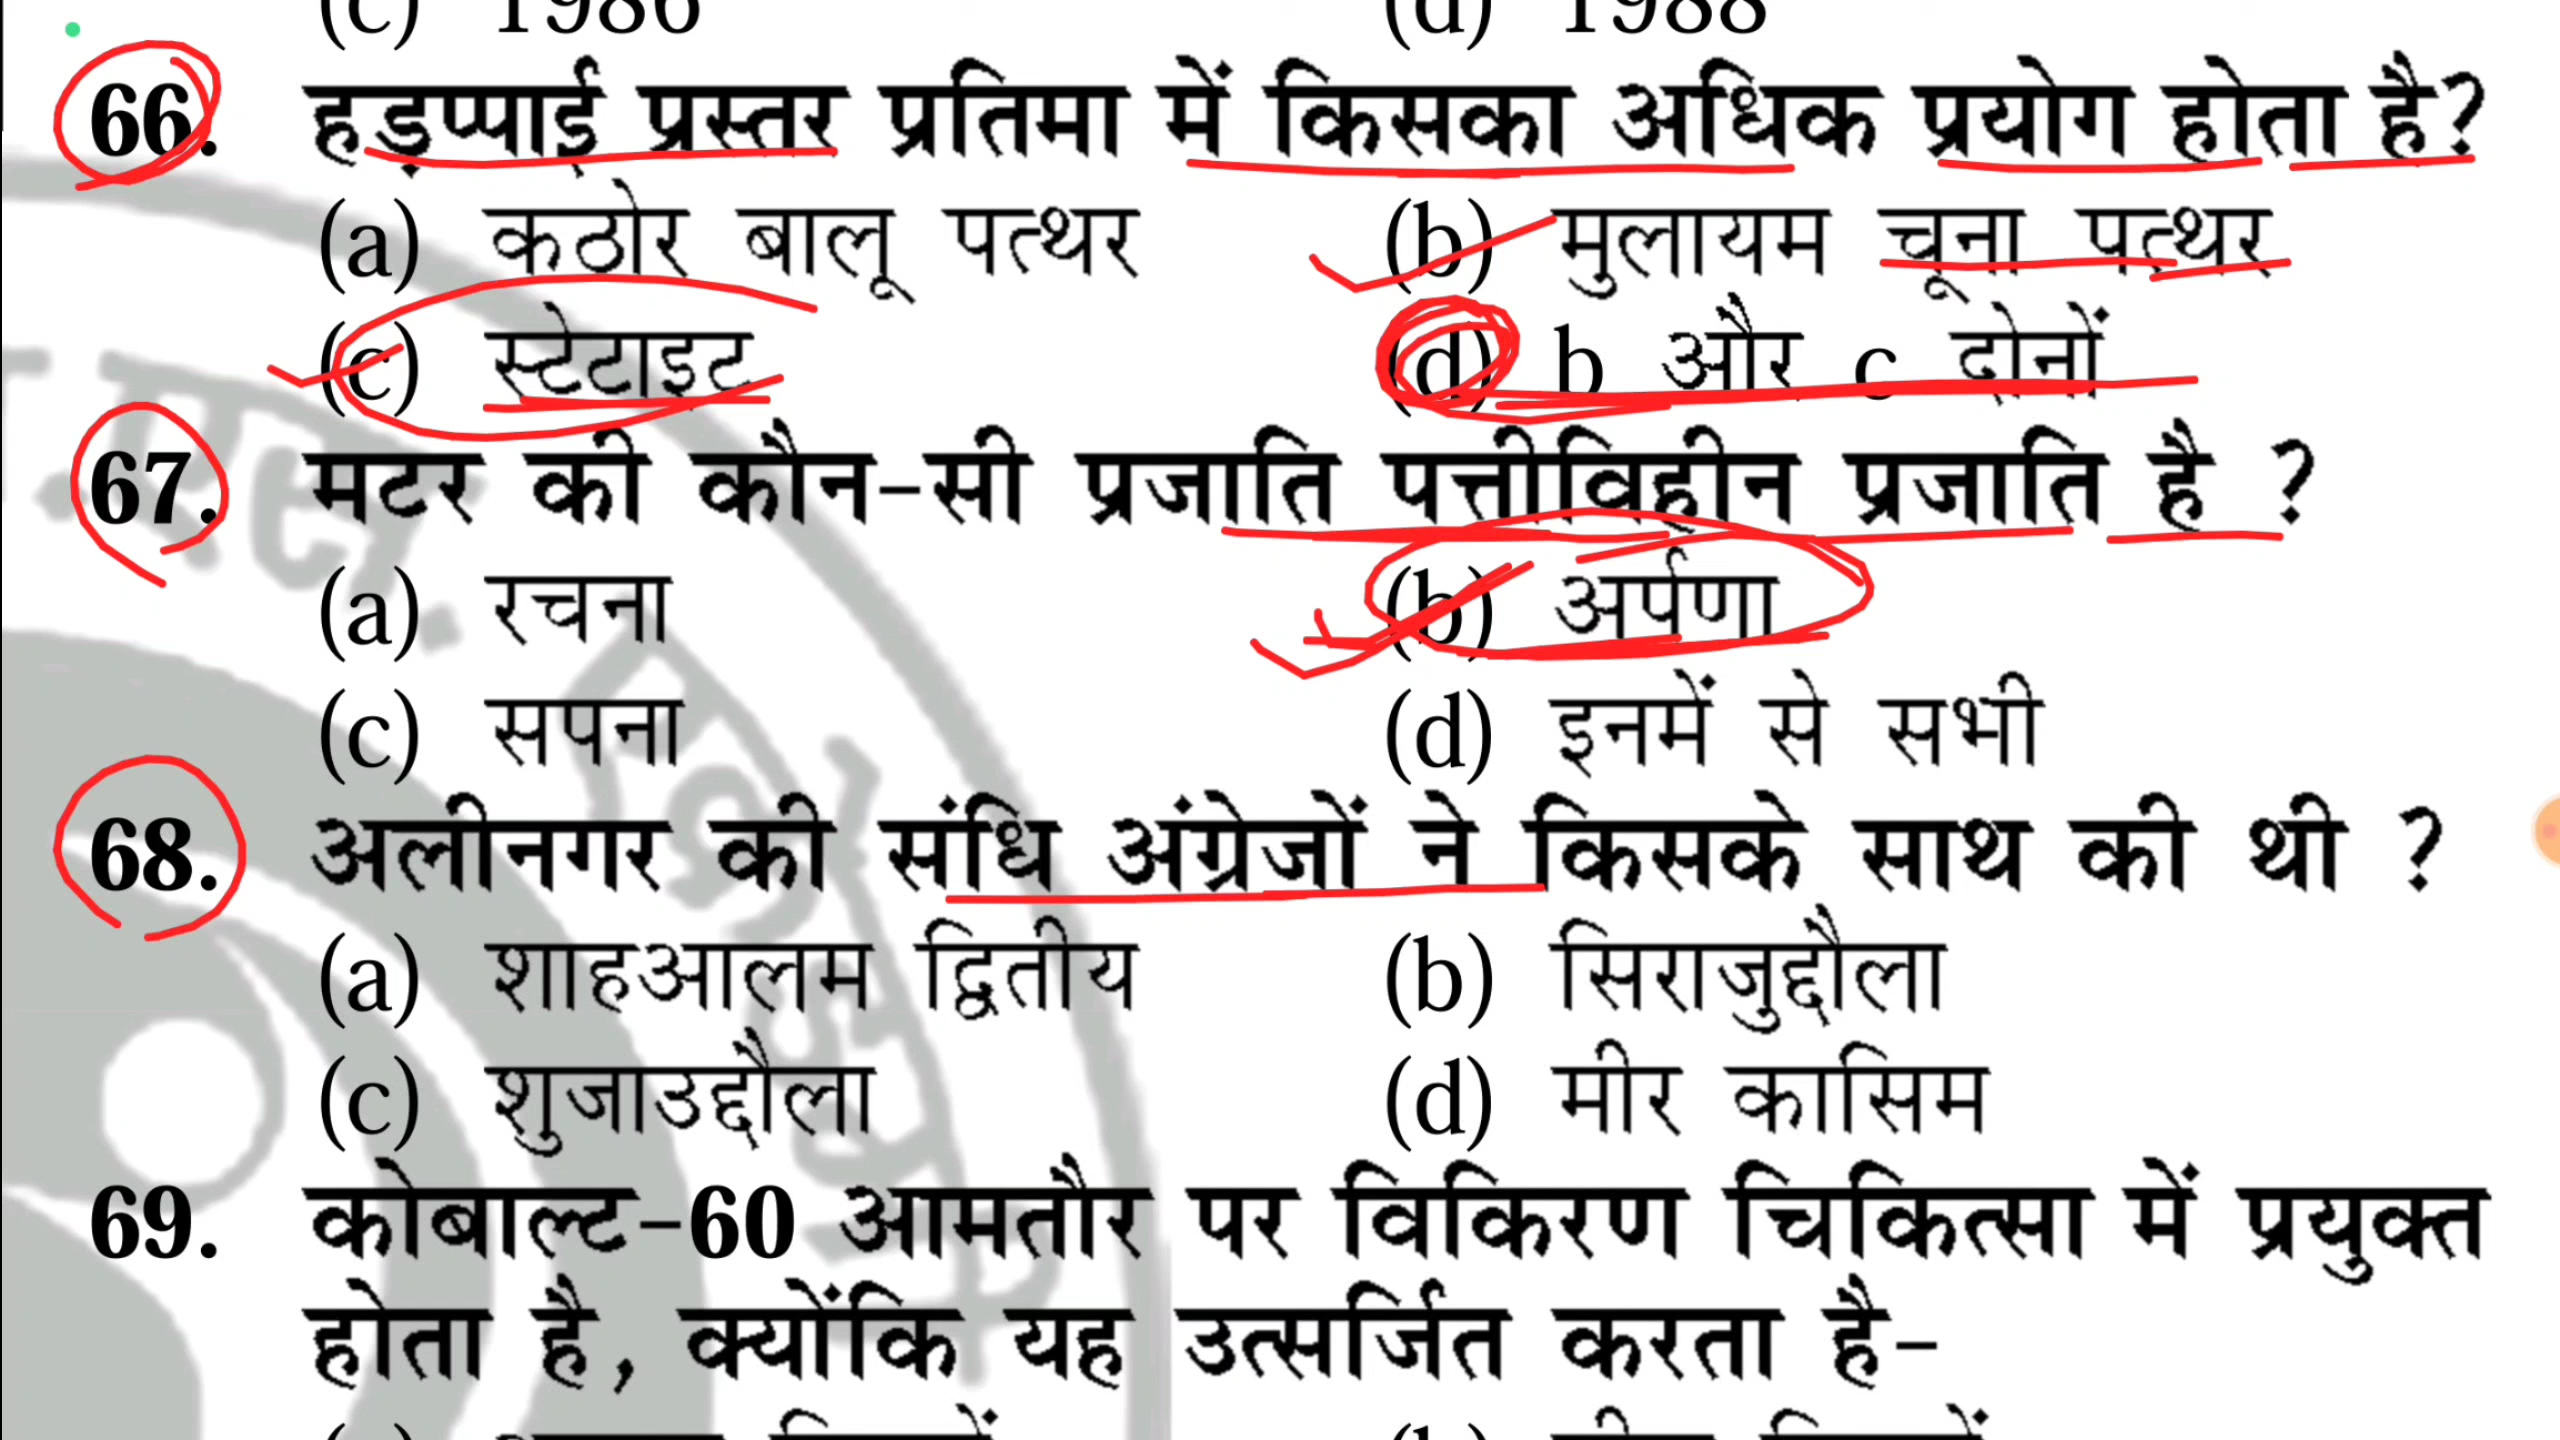 (c) 1986 (d) 1988
66. हड़प्पाई प्रस्तर प्रतिमा में किसका अधिक प्रयोग होता है?
(a) कठोर बालू पत्थर (b) मुलायम चूना पत्थर
(c) स्टेटाइट (d) b और c दोनों
67. मटर की कौन-सी प्रजाति पत्तीविहीन प्रजाति है ?
(a) रचना (b) अर्पणा
(c) सपना (d) इनमें से सभी
68. अलीनगर की संधि अंग्रेजों ने किसके साथ की थी ?
(a) शाहआलम द्वितीय (b) सिराजुद्दौला
(c) शुजाउद्दौला (d) मीर कासिम
69. कोबाल्ट-60 आमतौर पर विकिरण चिकित्सा में प्रयुक्त
होता है, क्योंकि यह उत्सर्जित करता है-